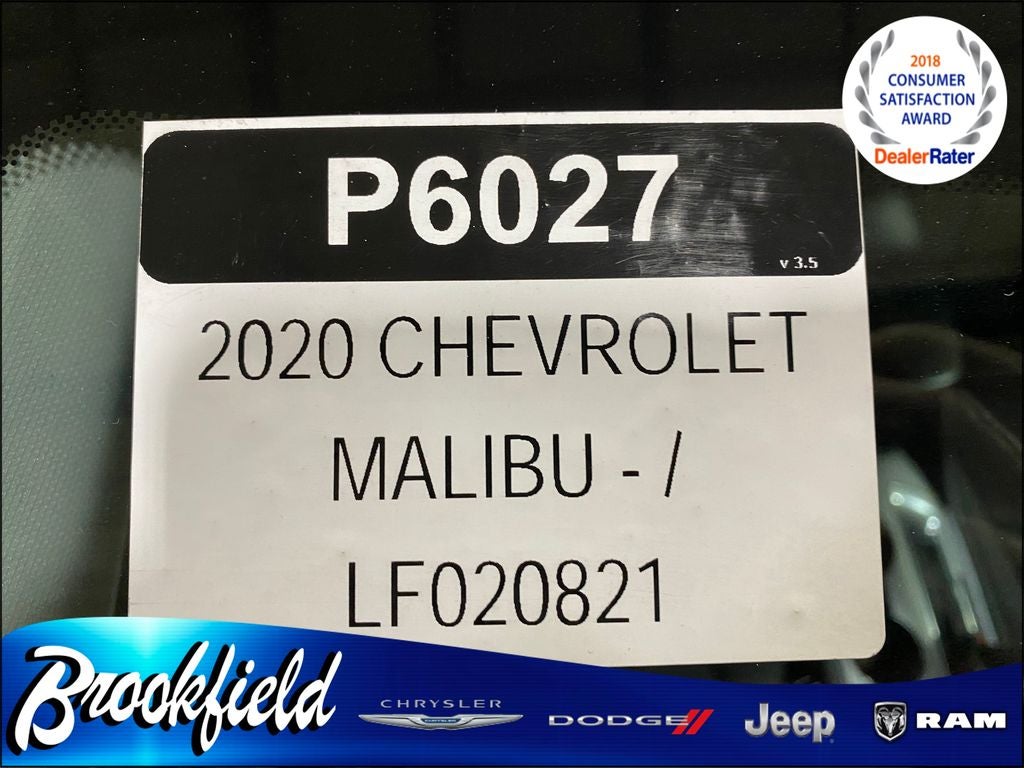 2018
CONSUMER
SATISFACTION
AWARD
DealerRater
P6027
v 3.5
2020 CHEVROLET
MALIBU - /
LF020821
Brookfield
CHRYSLER
DODGE
Jeep
RAM